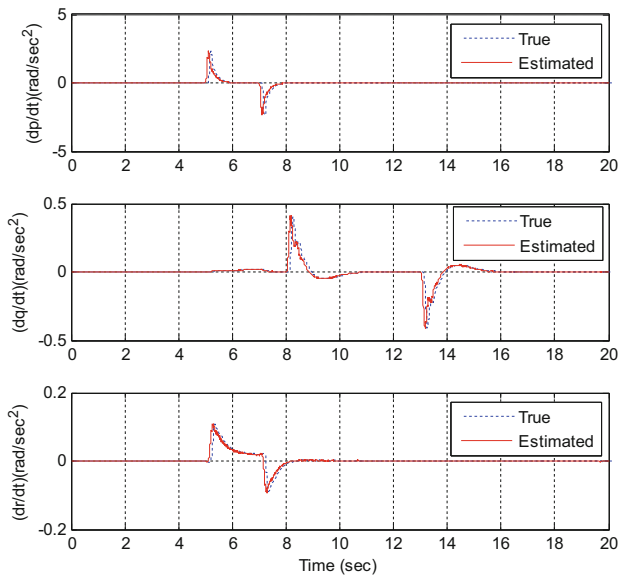 5
0
-5
(dp/dt)(rad/sec²)
True
Estimated
0 2 4 6 8 10 12 14 16 18 20
0.5
0
-0.5
(dq/dt)(rad/sec²)
True
Estimated
0 2 4 6 8 10 12 14 16 18 20
0.2
0
-0.2
(dr/dt)(rad/sec²)
True
Estimated
0 2 4 6 8 10 12 14 16 18 20
Time (sec)